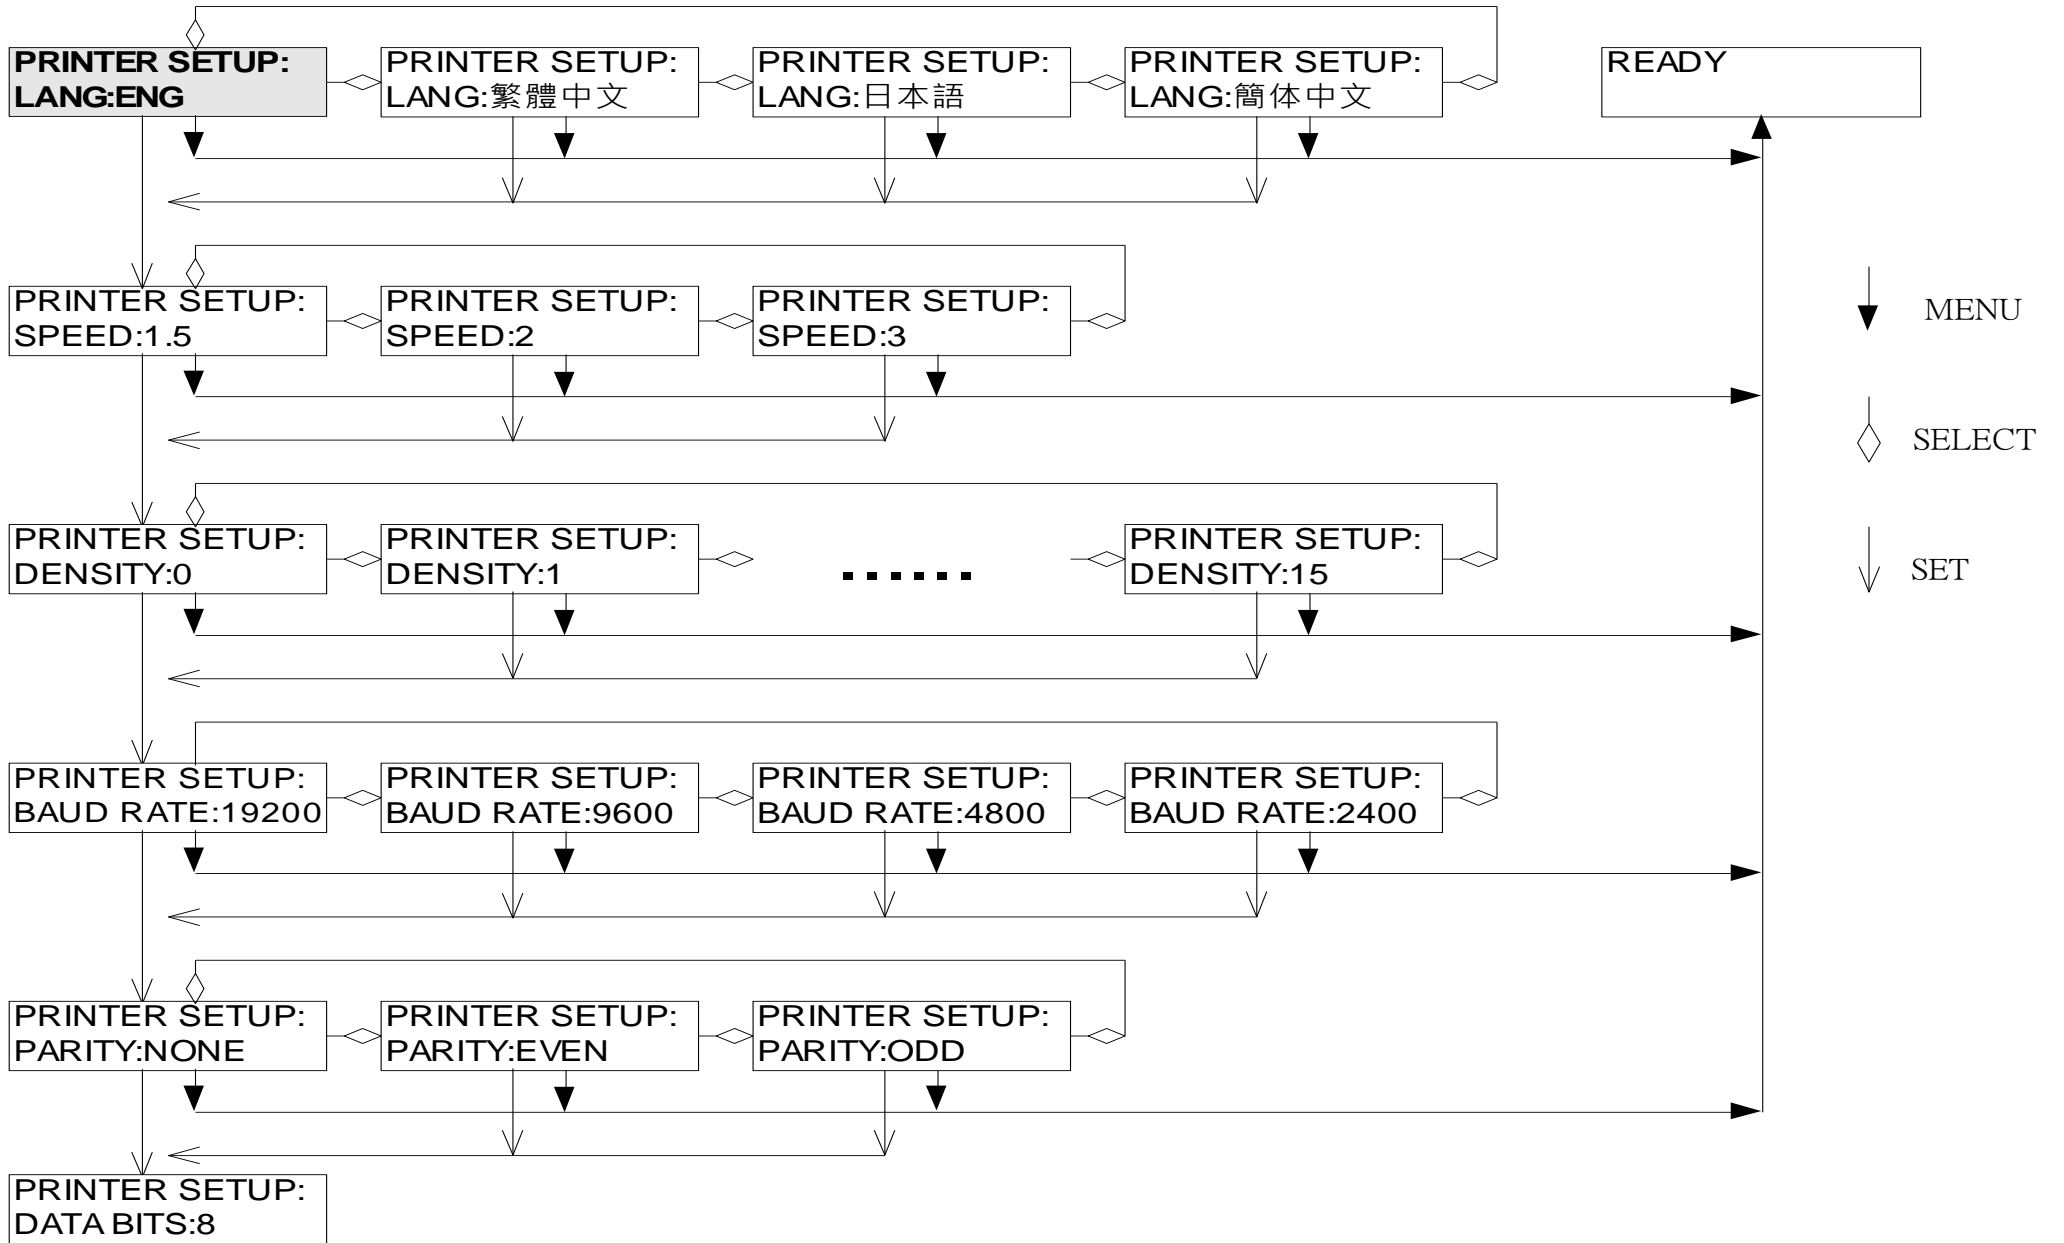 PRINTER SETUP:
LANG:ENG
PRINTER SETUP:
LANG:繁體中文
PRINTER SETUP:
LANG:日本語
PRINTER SETUP:
LANG:簡体中文
READY
PRINTER SETUP:
SPEED:1.5
PRINTER SETUP:
SPEED:2
PRINTER SETUP:
SPEED:3
MENU
SELECT
SET
PRINTER SETUP:
DENSITY:0
PRINTER SETUP:
DENSITY:1
......
PRINTER SETUP:
DENSITY:15
PRINTER SETUP:
BAUD RATE:19200
PRINTER SETUP:
BAUD RATE:9600
PRINTER SETUP:
BAUD RATE:4800
PRINTER SETUP:
BAUD RATE:2400
PRINTER SETUP:
PARITY:NONE
PRINTER SETUP:
PARITY:EVEN
PRINTER SETUP:
PARITY:ODD
PRINTER SETUP:
DATA BITS:8